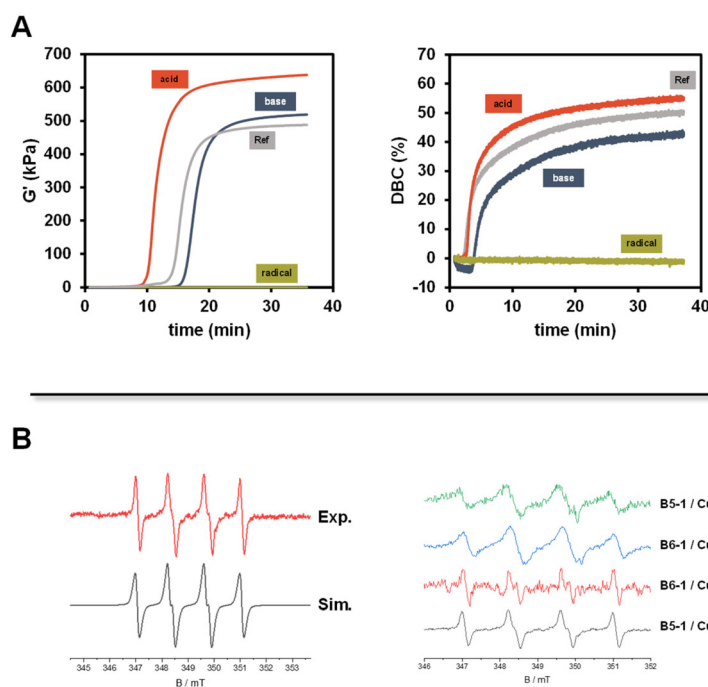 A
700
600
500
400
300
200
100
0
G' (kPa)
acid
base
Ref
radical
0 10 20 30 40
time (min)
70
60
50
40
30
20
10
0
-10
DBC (%)
Ref
acid
base
radical
0 10 20 30 40
time (min)
B
Exp.
Sim.
345 347 348 349 350 351 352 353
B / mT
B5-1 / Cu
B6-1 / Cu
B6-1 / Cu
B5-1 / Cu
346 347 348 349 350 351 352
B / mT